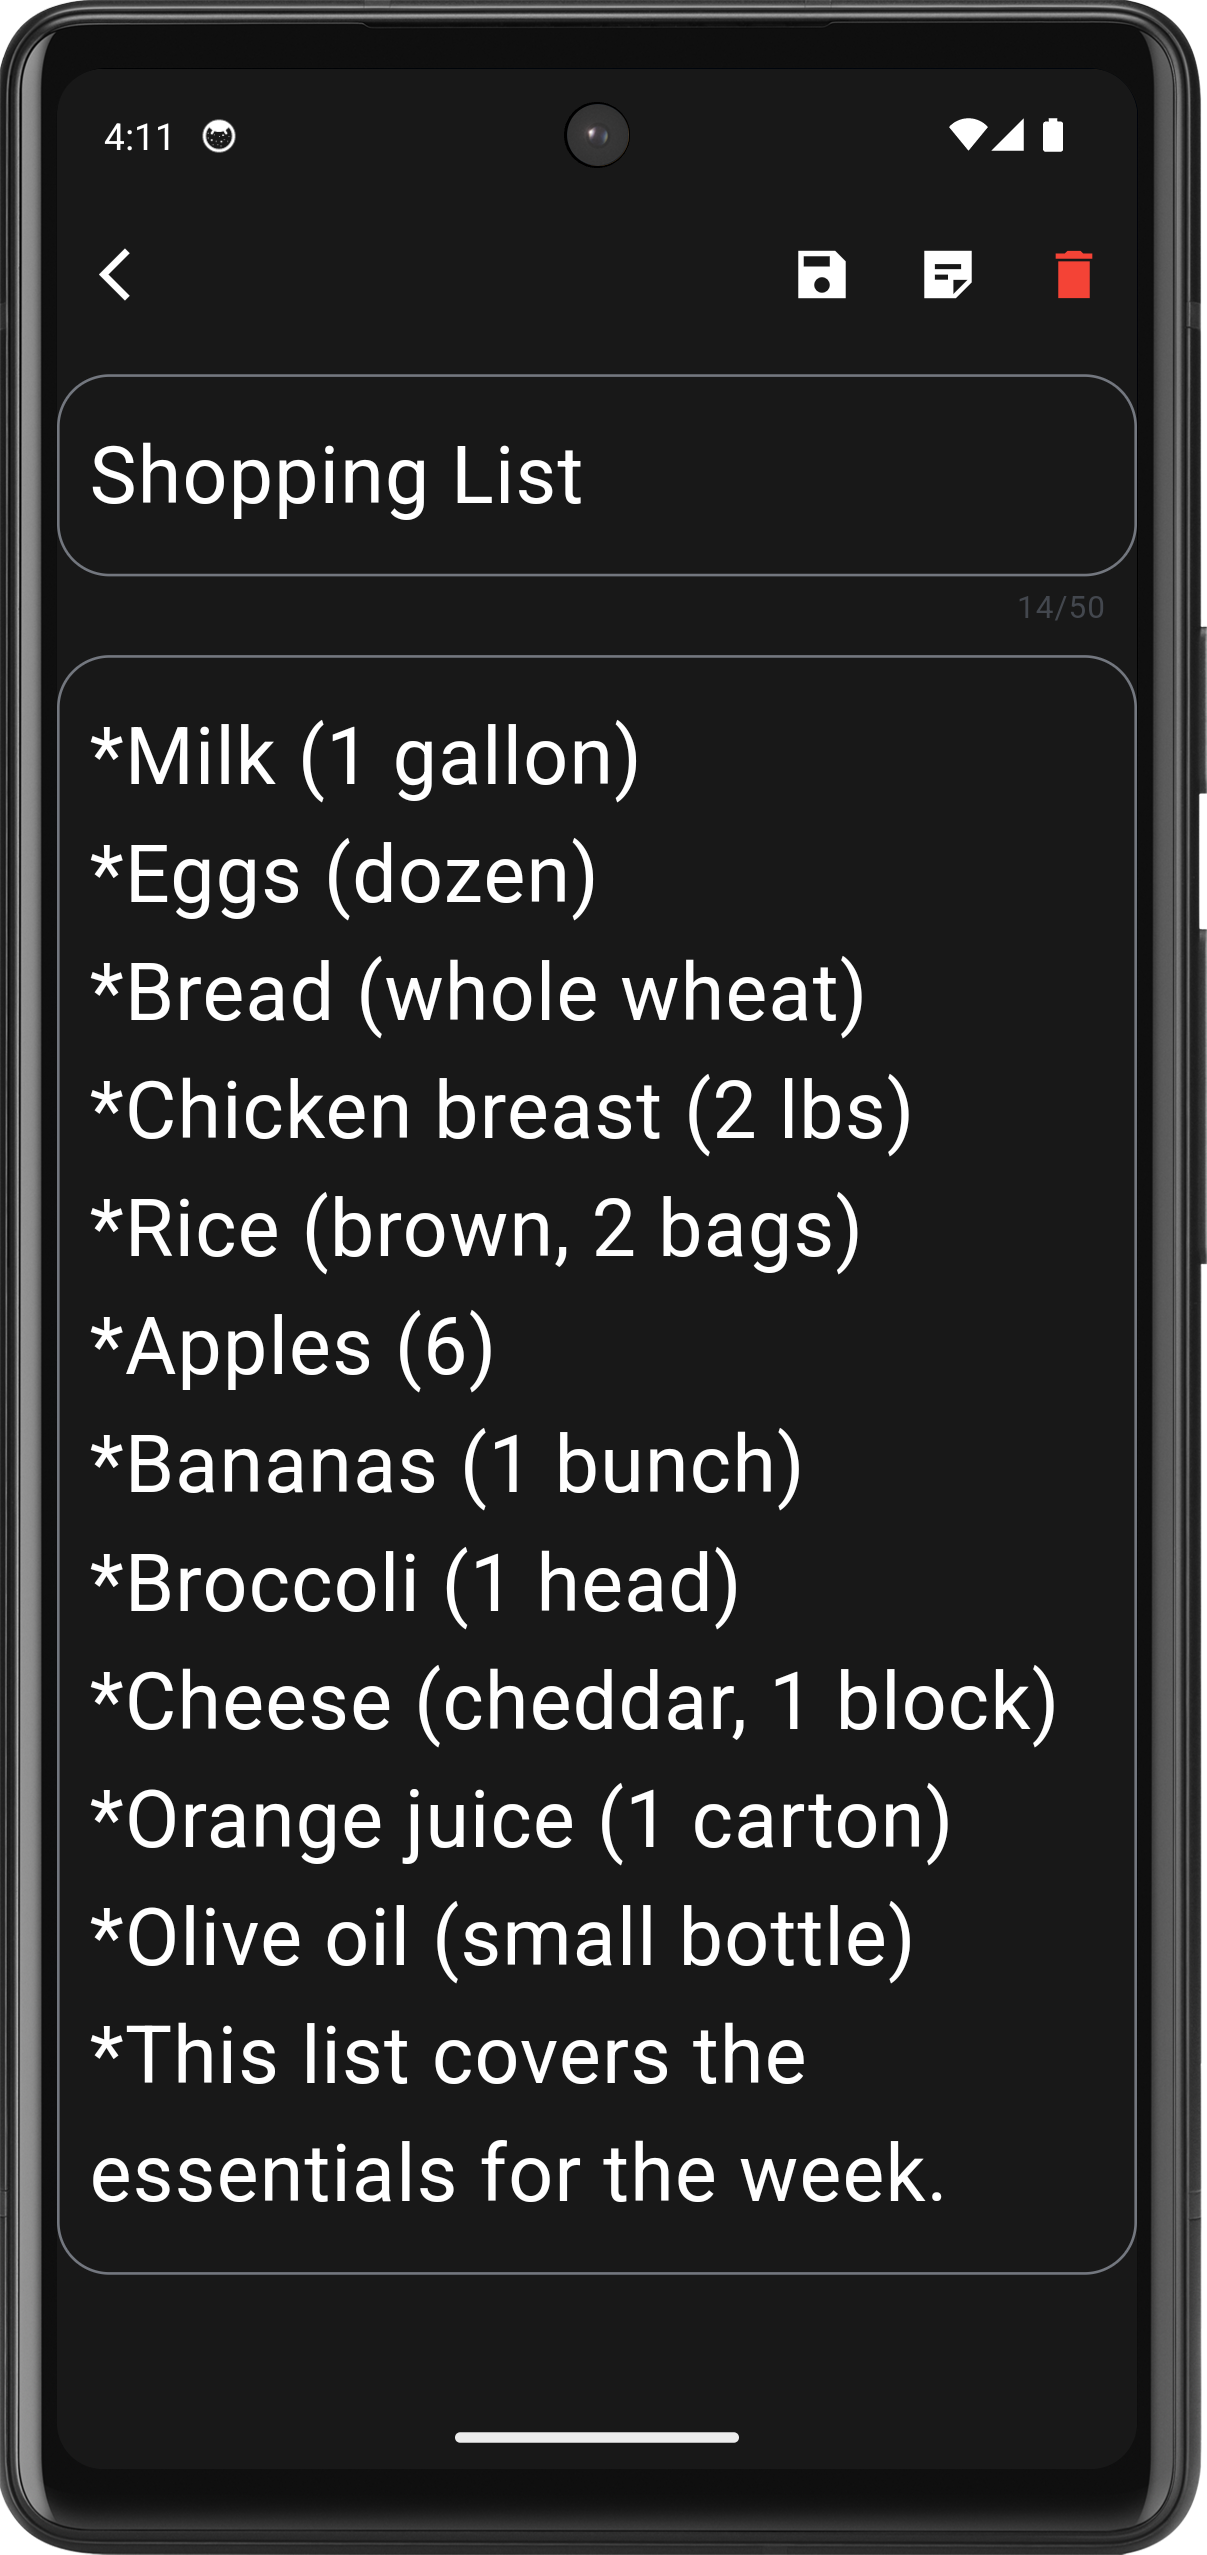 4:11
Shopping List
14/50
*Milk (1 gallon)
*Eggs (dozen)
*Bread (whole wheat)
*Chicken breast (2 lbs)
*Rice (brown, 2 bags)
*Apples (6)
*Bananas (1 bunch)
*Broccoli (1 head)
*Cheese (cheddar, 1 block)
*Orange juice (1 carton)
*Olive oil (small bottle)
*This list covers the
essentials for the week.